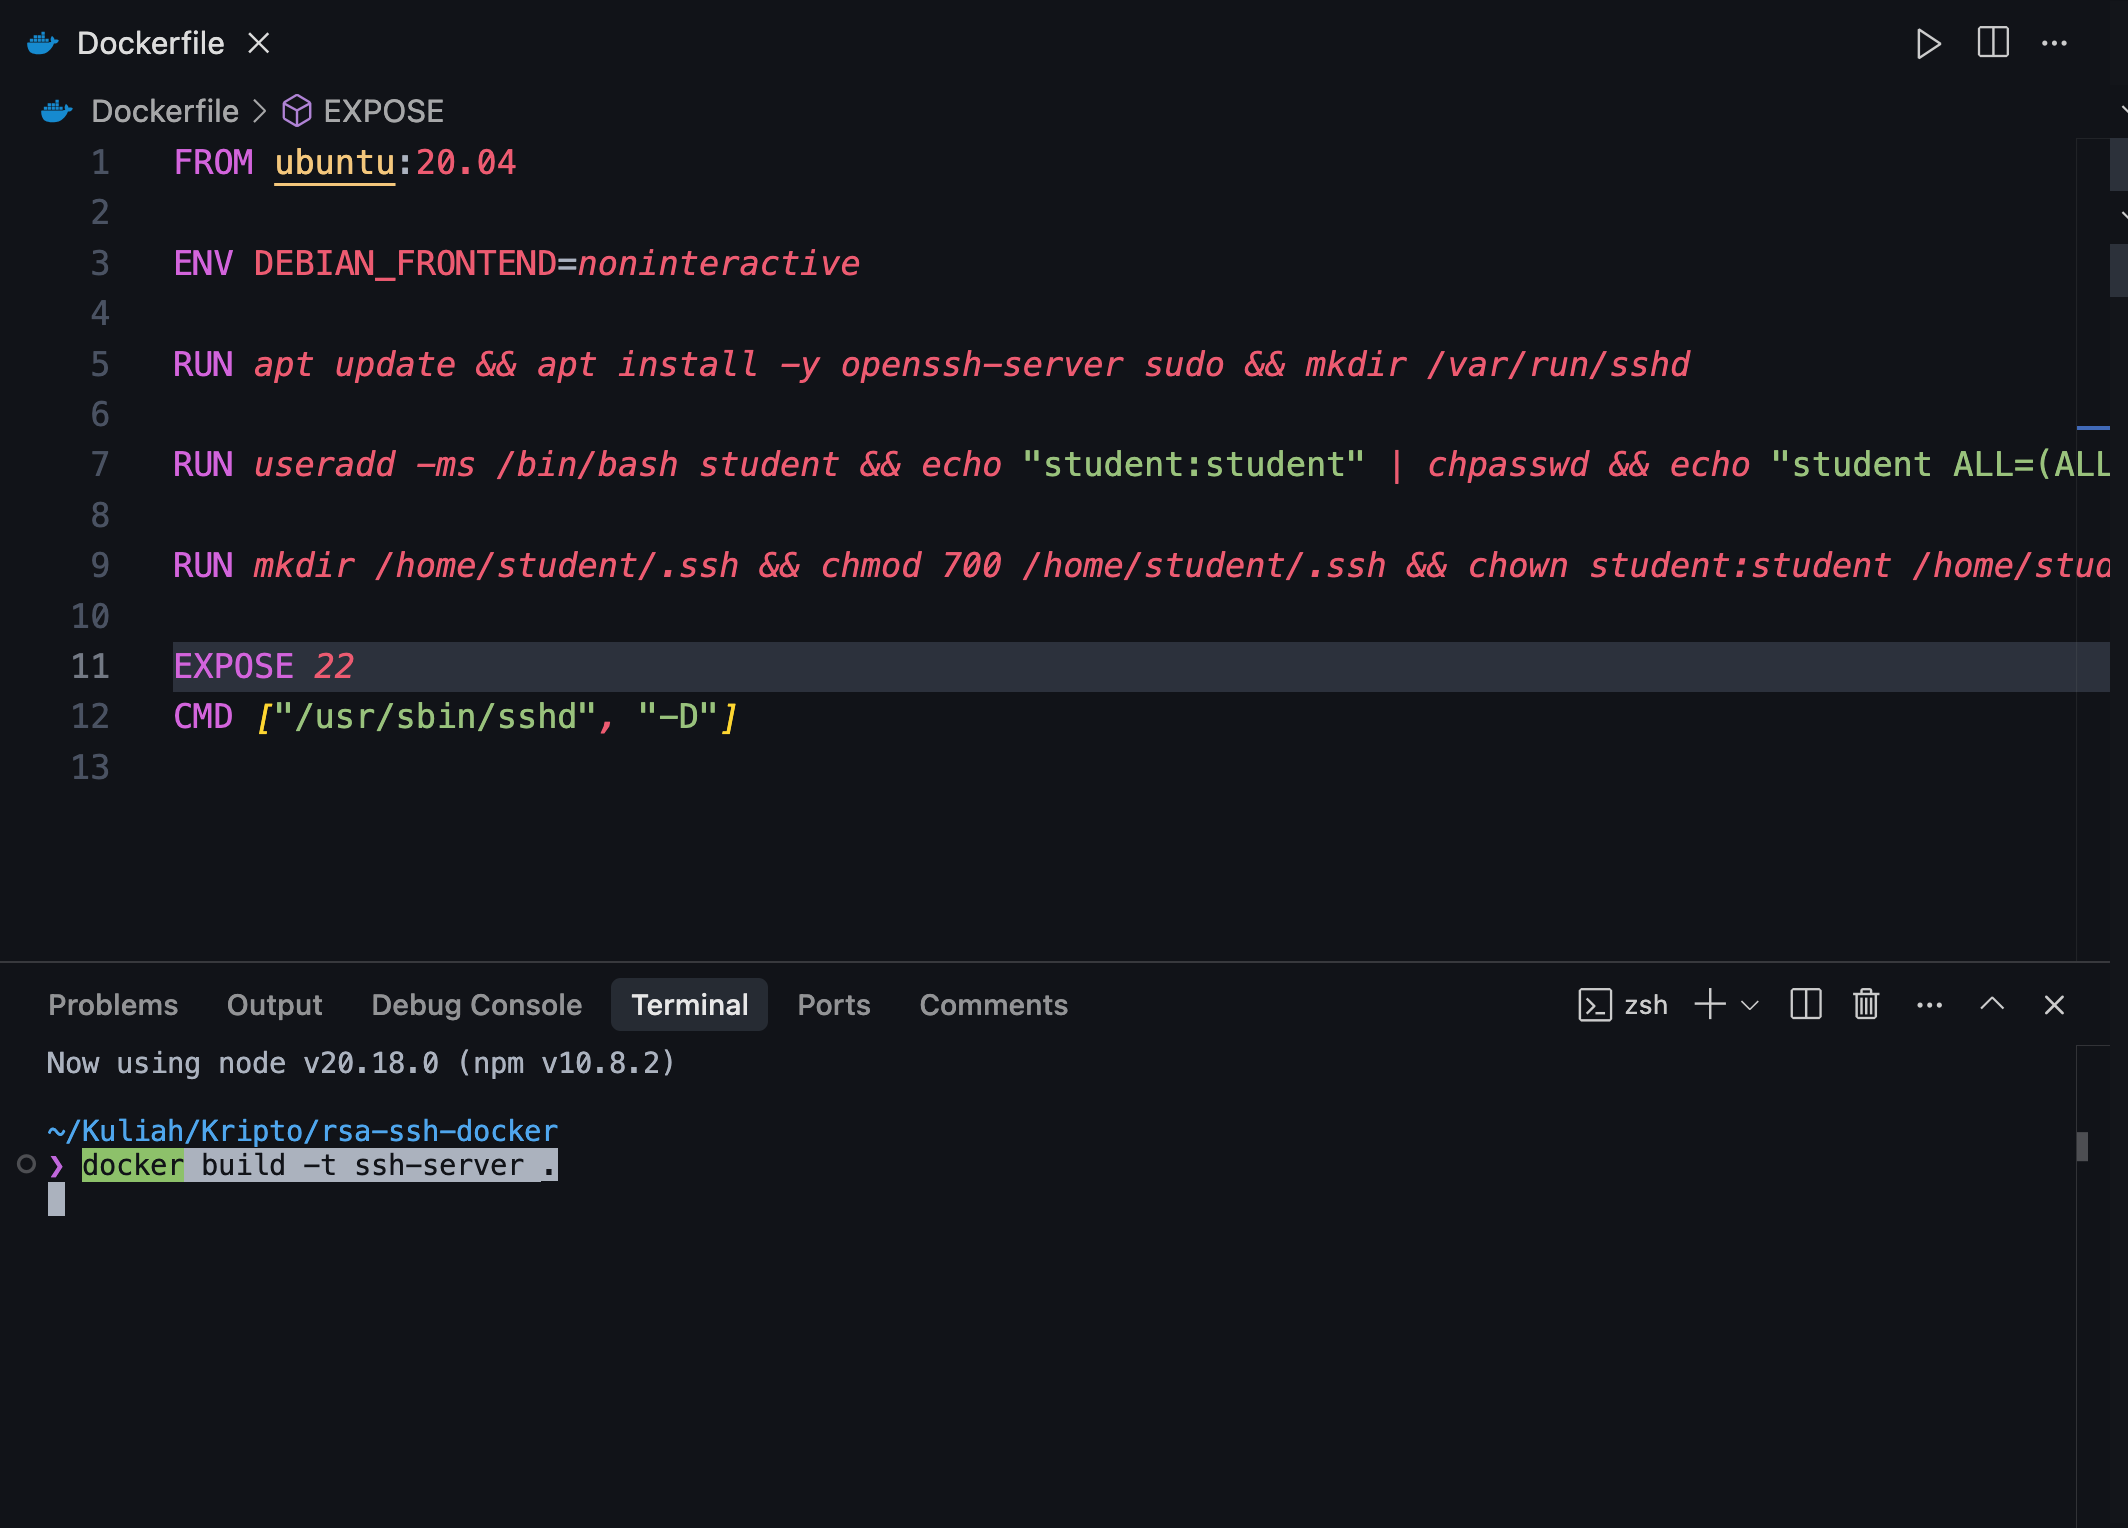 Dockerfile
Dockerfile > EXPOSE
1 FROM ubuntu:20.04
2
3 ENV DEBIAN_FRONTEND=noninteractive
4
5 RUN apt update && apt install -y openssh-server sudo && mkdir /var/run/sshd
6
7 RUN useradd -ms /bin/bash student && echo "student:student" | chpasswd && echo "student ALL=(ALL
8
9 RUN mkdir /home/student/.ssh && chmod 700 /home/student/.ssh && chown student:student /home/stud
10
11 EXPOSE 22
12 CMD ["/usr/sbin/sshd", "-D"]
13
Problems Output Debug Console Terminal Ports Comments zsh
Now using node v20.18.0 (npm v10.8.2)
~/Kuliah/Kripto/rsa-ssh-docker
❯ docker build -t ssh-server .